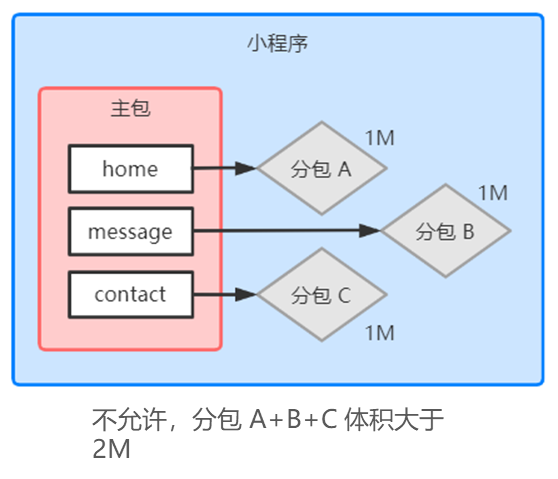 小程序
主包
home
分包 A
1M
message
分包 B
1M
contact
分包 C
1M
不允许，分包 A+B+C 体积大于
2M